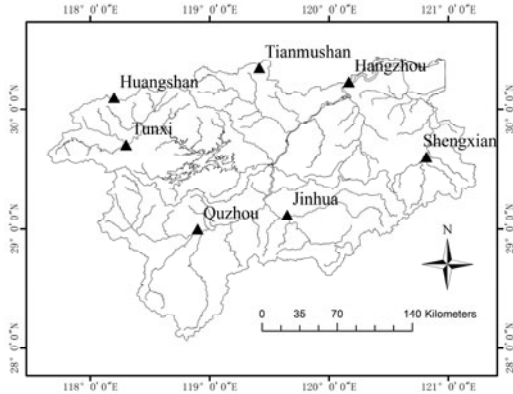 118° 0′0″E 119° 0′0″E 120° 0′0″E 121° 0′0″E
Tianmushan
Hangzhou
Huangshan
30° 0′0″N 30° 0′0″N
Tunxi
Shengxian
Jinhua
Quzhou
29° 0′0″N 29° 0′0″N
N
0 35 70 140 Kilometers
28° 0′0″N 28° 0′0″N
118° 0′0″E 119° 0′0″E 120° 0′0″E 121° 0′0″E